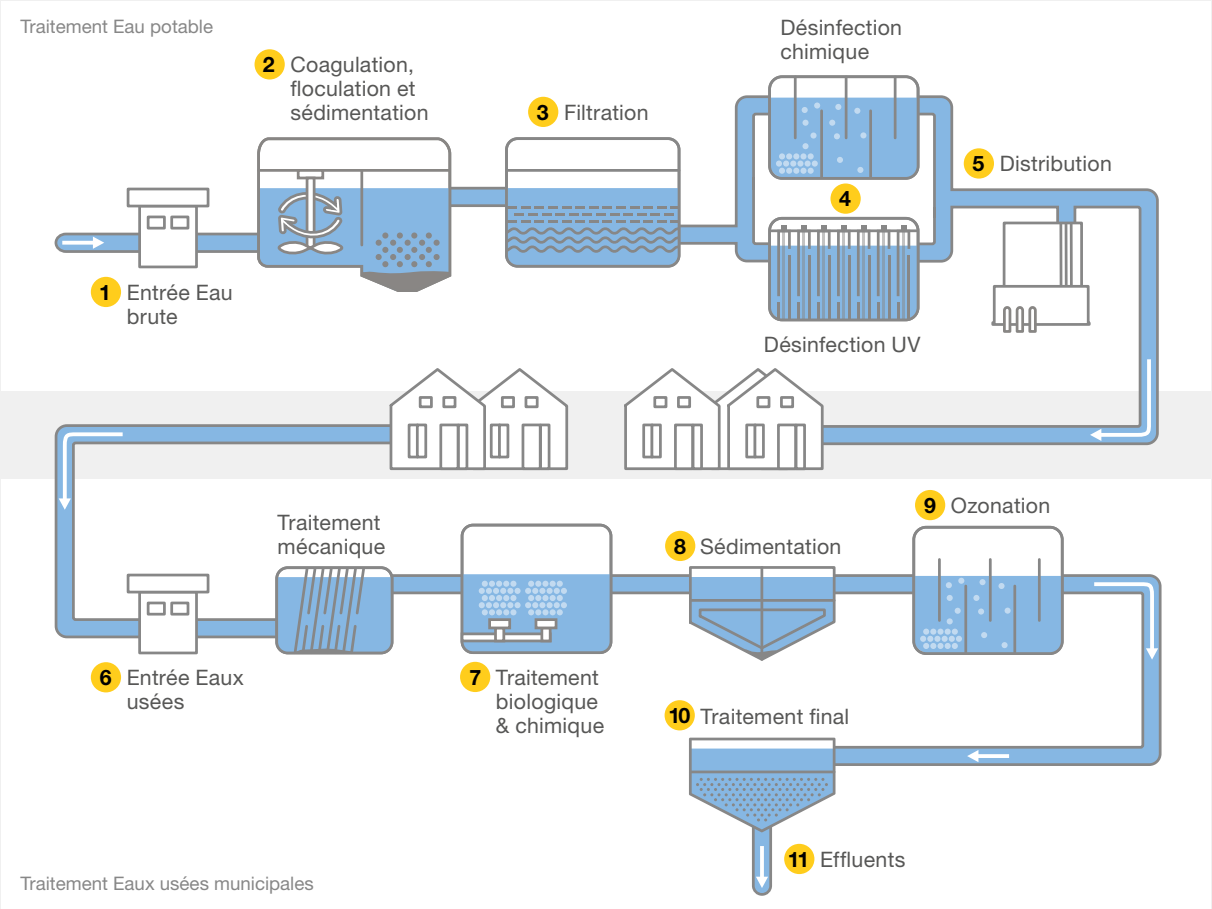 Traitement Eau potable
2 Coagulation,
floculation et
sédimentation
3 Filtration
Désinfection
chimique
4
5 Distribution
1 Entrée Eau
brute
Désinfection UV
Traitement
mécanique
6 Entrée Eaux
usées
7 Traitement
biologique
& chimique
8 Sédimentation
9 Ozonation
10 Traitement final
11 Effluents
Traitement Eaux usées municipales